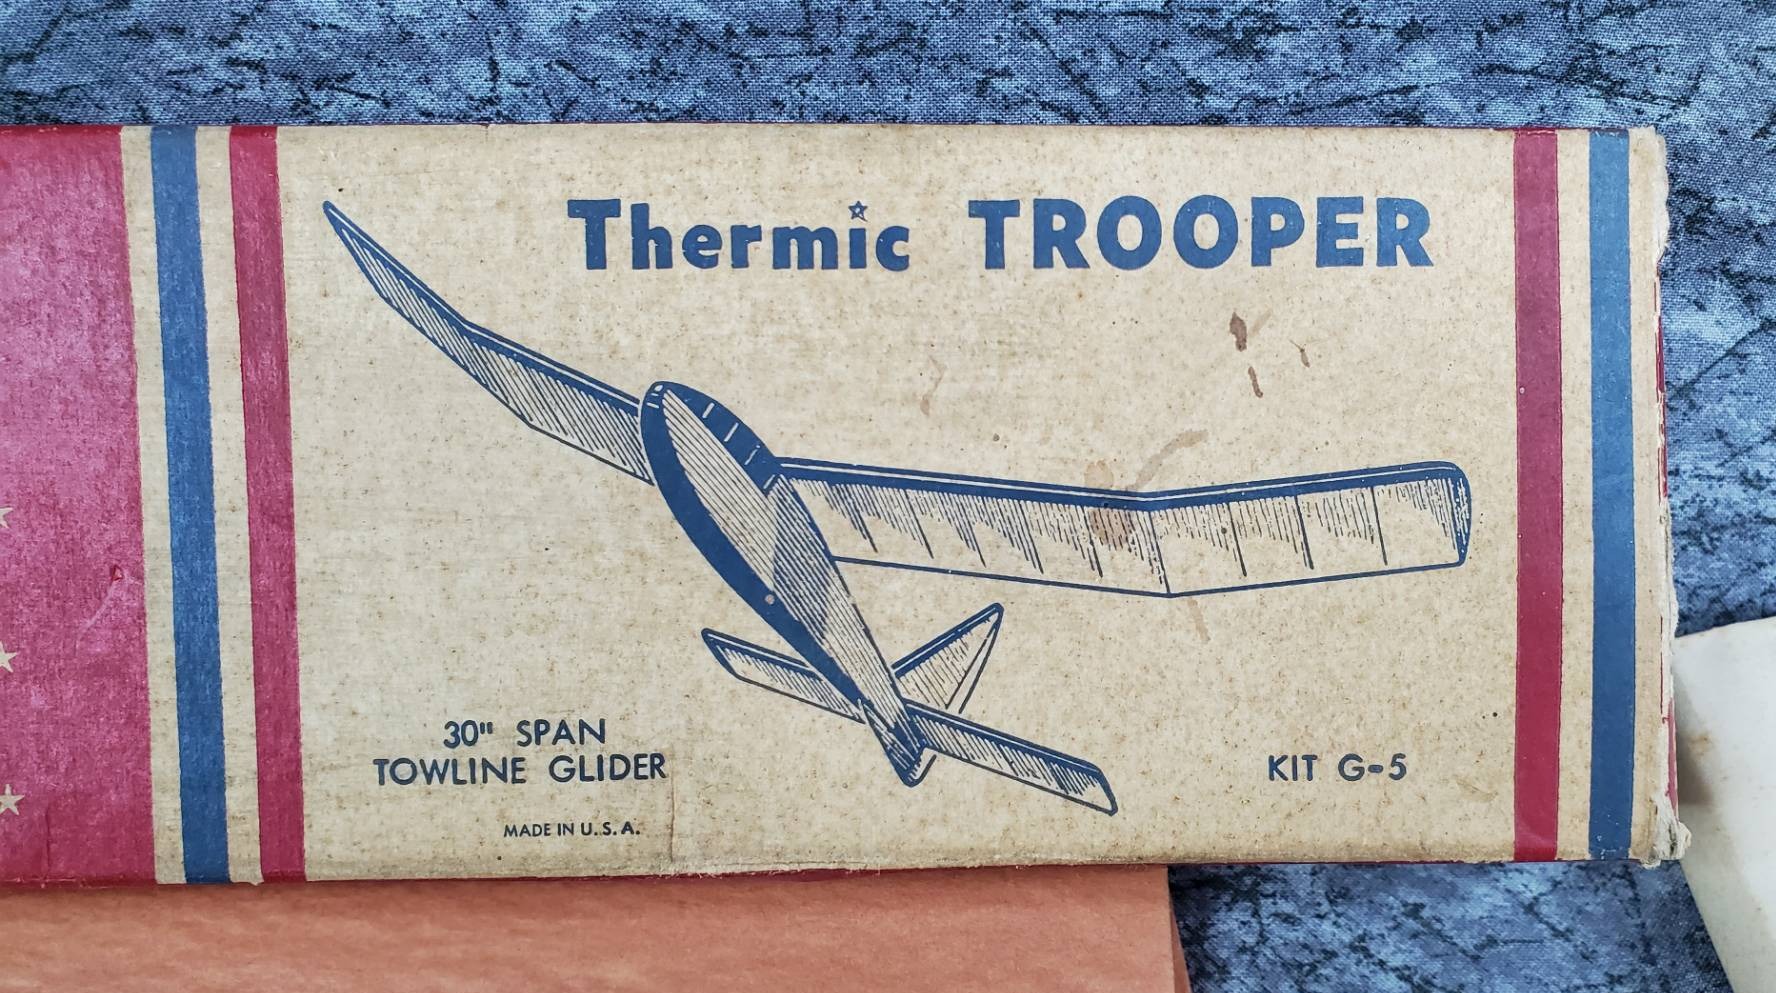 Thermic TROOPER
30" SPAN
TOWLINE GLIDER
MADE IN U.S.A.
KIT G-5